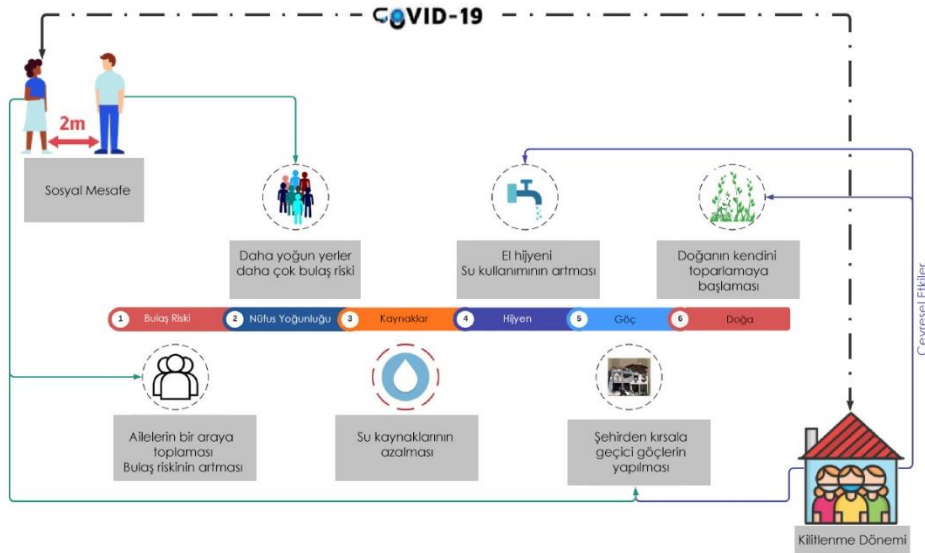 COVID-19
2m
Sosyal Mesafe
Daha yoğun yerler
daha çok bulaş riski
El hijyeni
Su kullanımının artması
Doğanın kendini
toparlamaya
başlaması
Çevresel Etkiler
1 Bulaş Riski
2 Nüfus Yoğunluğu
3 Kaynaklar
4 Hijyen
5 Göç
6 Doğa
Ailelerin bir araya
toplaması
Bulaş riskinin artması
Su kaynaklarının
azalması
Şehirden kırsala
geçici göçlerin
yapılması
Kilitlenme Dönemi